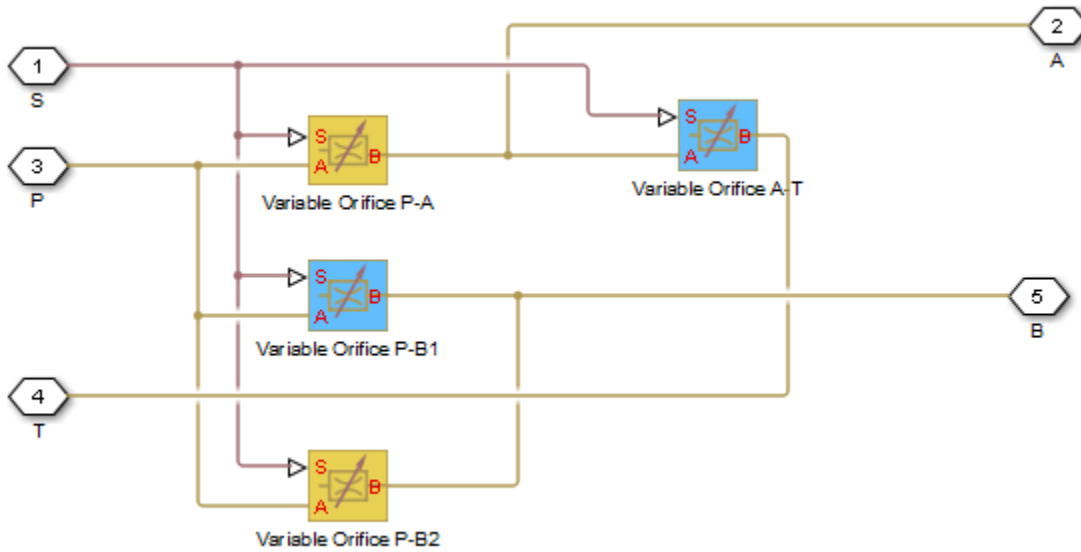 2
A
1
S
S
A
B
Variable Orifice P-A
S
A
B
Variable Orifice A-T
3
P
S
A
B
Variable Orifice P-B1
5
B
4
T
S
A
B
Variable Orifice P-B2